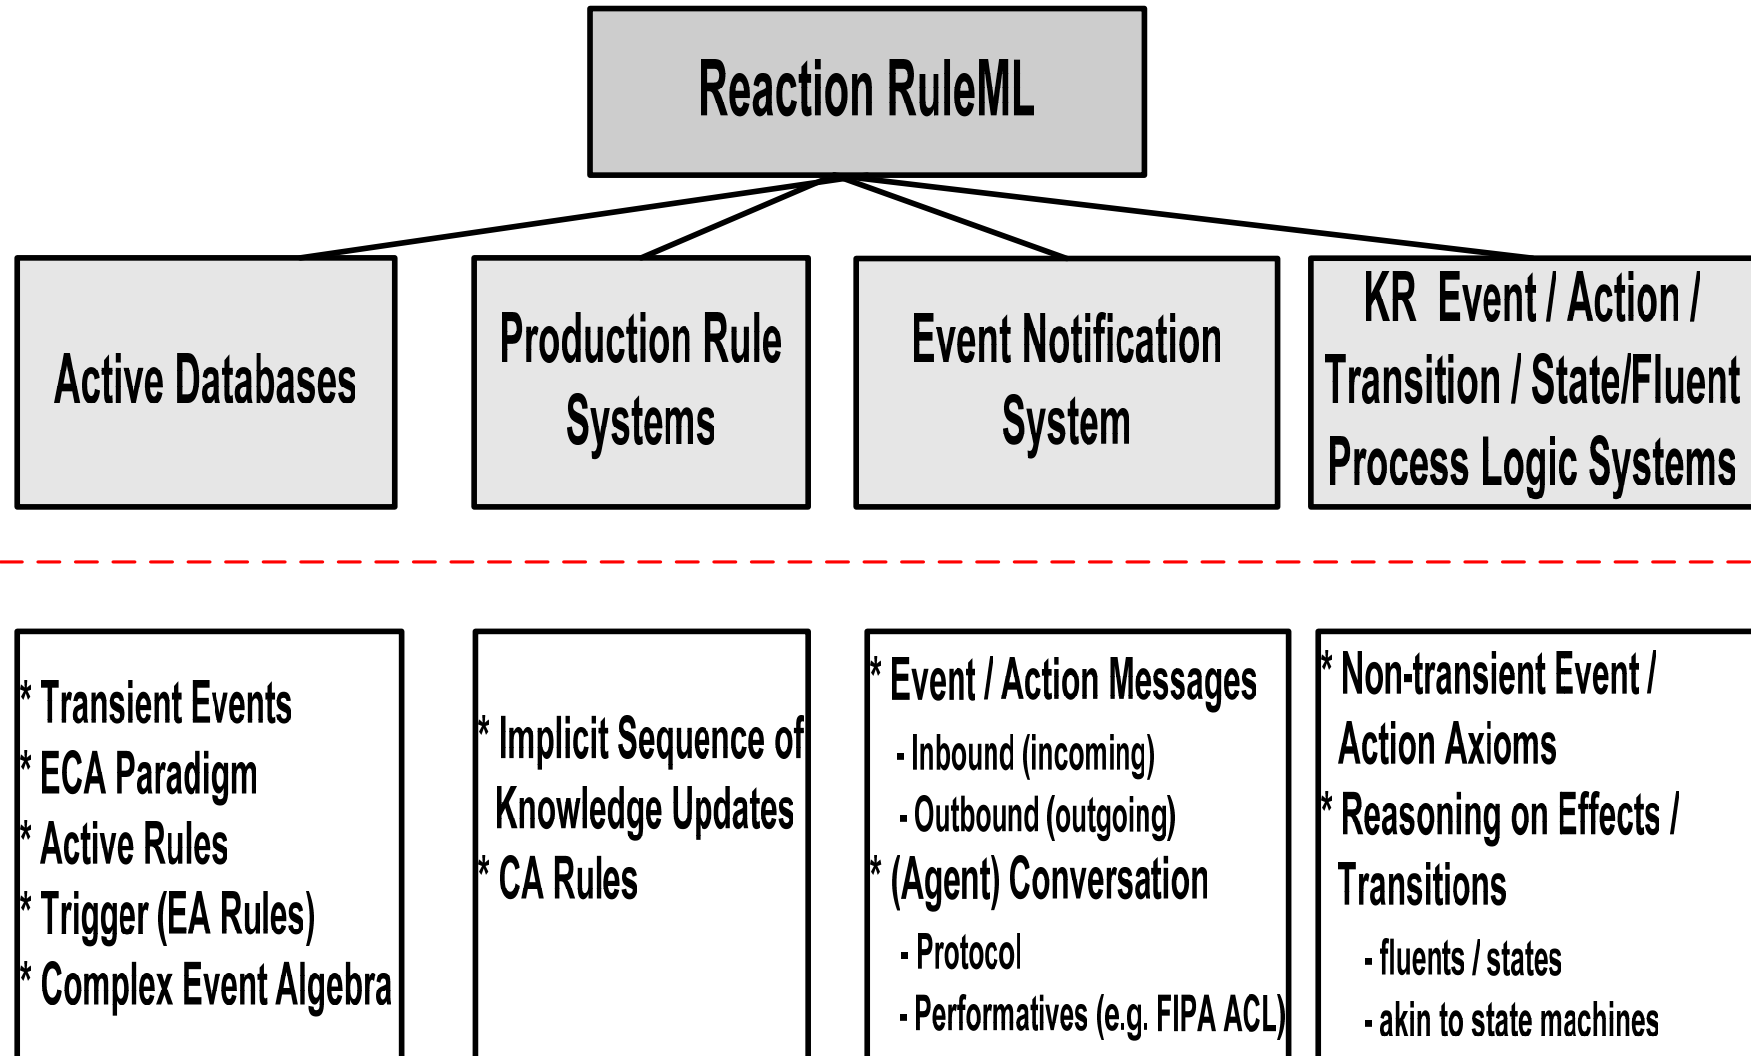 Reaction RuleML
Active Databases
Production Rule
Systems
Event Notification
System
KR Event / Action /
Transition / State/Fluent
Process Logic Systems
* Transient Events
* ECA Paradigm
* Active Rules
* Trigger (EA Rules)
* Complex Event Algebra
* Implicit Sequence of
Knowledge Updates
* CA Rules
* Event / Action Messages
- Inbound (incoming)
- Outbound (outgoing)
* (Agent) Conversation
- Protocol
- Performatives (e.g. FIPA ACL)
* Non-transient Event /
Action Axioms
* Reasoning on Effects /
Transitions
- fluents / states
- akin to state machines